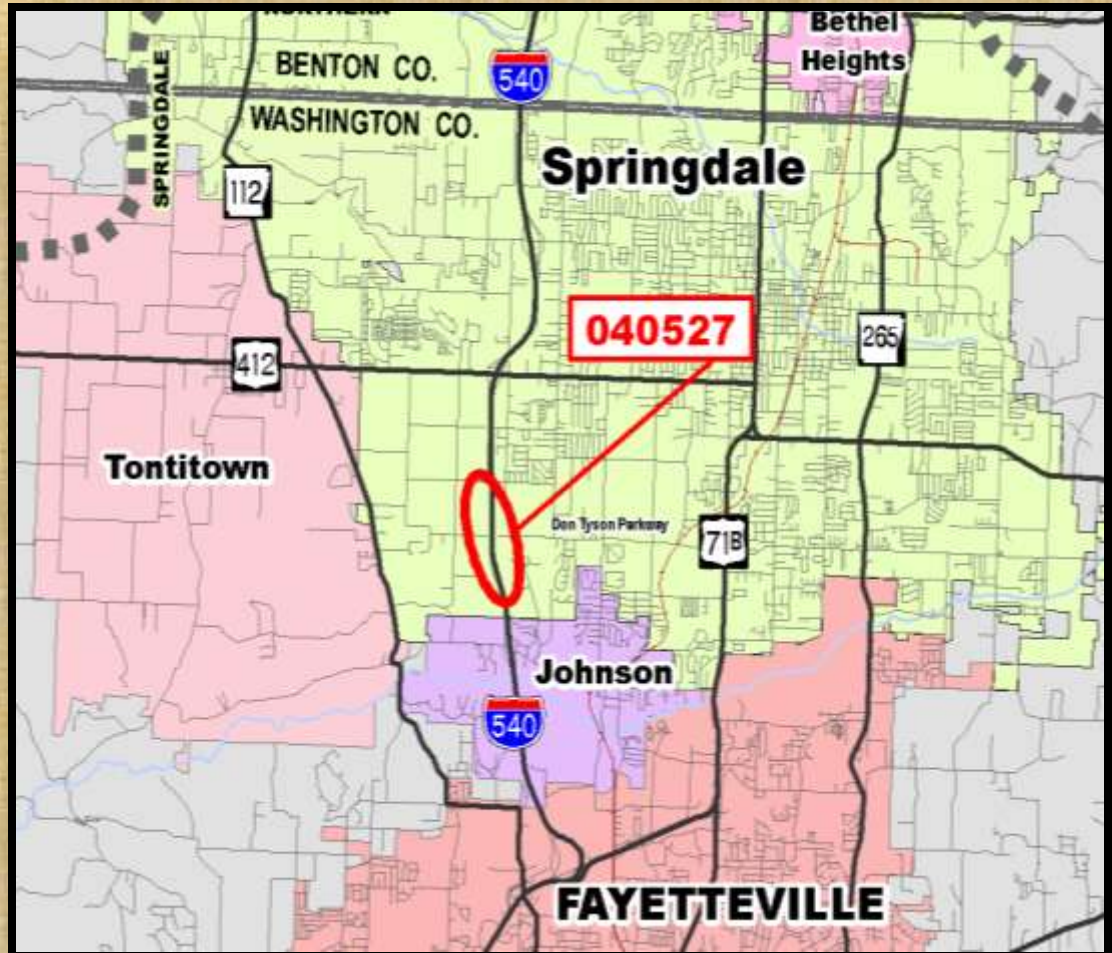 NORTHERN
Bethel
Heights
540
BENTON CO.
WASHINGTON CO.
SPRINGDALE
Springdale
112
040527
265
412
Tontitown
Don Tyson Parkway
71B
Johnson
540
FAYETTEVILLE